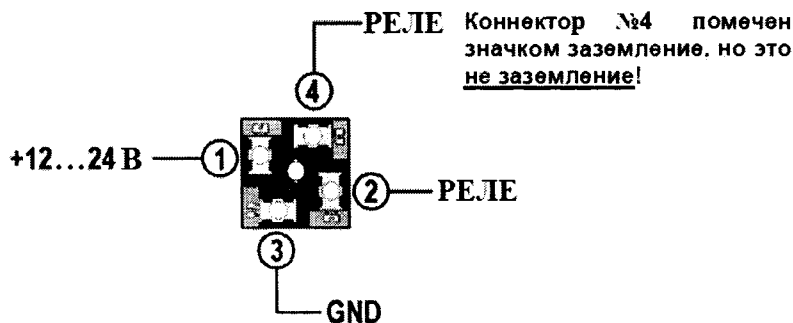 РЕЛЕ
Коннектор №4 помечен
значком заземление, но это
не заземление!
4
+12...24 В
1
2
РЕЛЕ
3
GND